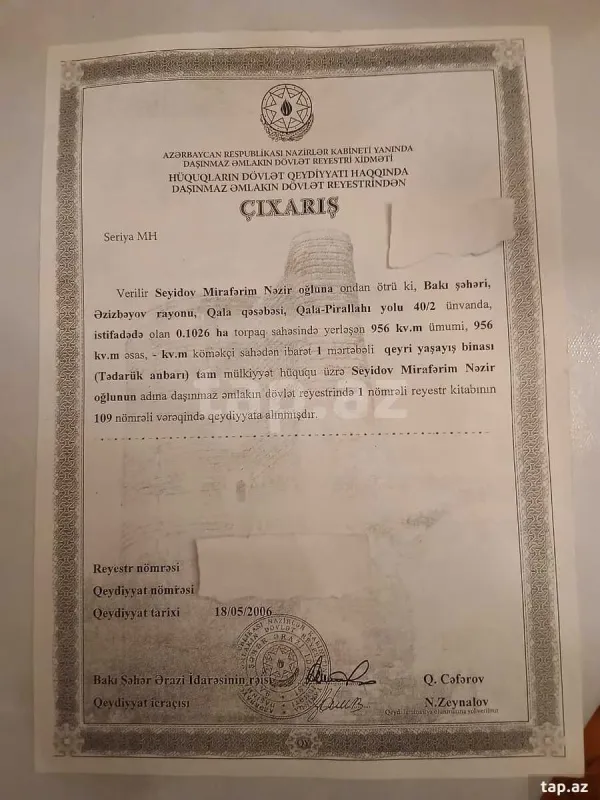 AZƏRBAYCAN RESPUBLİKASI NAZİRLƏR KABİNETİ YANINDA
DAŞINMAZ ƏMLAKIN DÖVLƏT REYESTRİ XİDMƏTİ
HÜQUQLARIN DÖVLƏT QEYDİYYATI HAQQINDA
DAŞINMAZ ƏMLAKIN DÖVLƏT REYESTRİNDƏN
ÇIXARIŞ
Seriya MH
Verilir Seyidov Mirafərim Nəzir oğluna ondan ötrü ki, Bakı şəhəri,
Əzizbəyov rayonu, Qala qəsəbəsi, Qala-Pirallahı yolu 40/2 ünvanda,
istifadədə olan 0.1026 ha torpaq sahəsində yerləşən 956 kv.m ümumi, 956
kv.m əsas, - kv.m köməkçi sahədən ibarət 1 mərtəbəli qeyri yaşayış binası
(Tədarük anbarı) tam mülkiyyət hüququ üzrə Seyidov Mirafərim Nəzir
oğlunun adına daşınmaz əmlakın dövlət reyestrində 1 nömrəli reyestr kitabının
109 nömrəli vərəqində qeydiyyata alınmışdır.
tap.az
Reyestr nömrəsi
Qeydiyyat nömrəsi
Qeydiyyat tarixi 18/05/2006
Bakı Şəhər Ərazi İdarəsinin rəisi Q. Cəfərov
Qeydiyyat icraçısı N.Zeynalov
tap.az